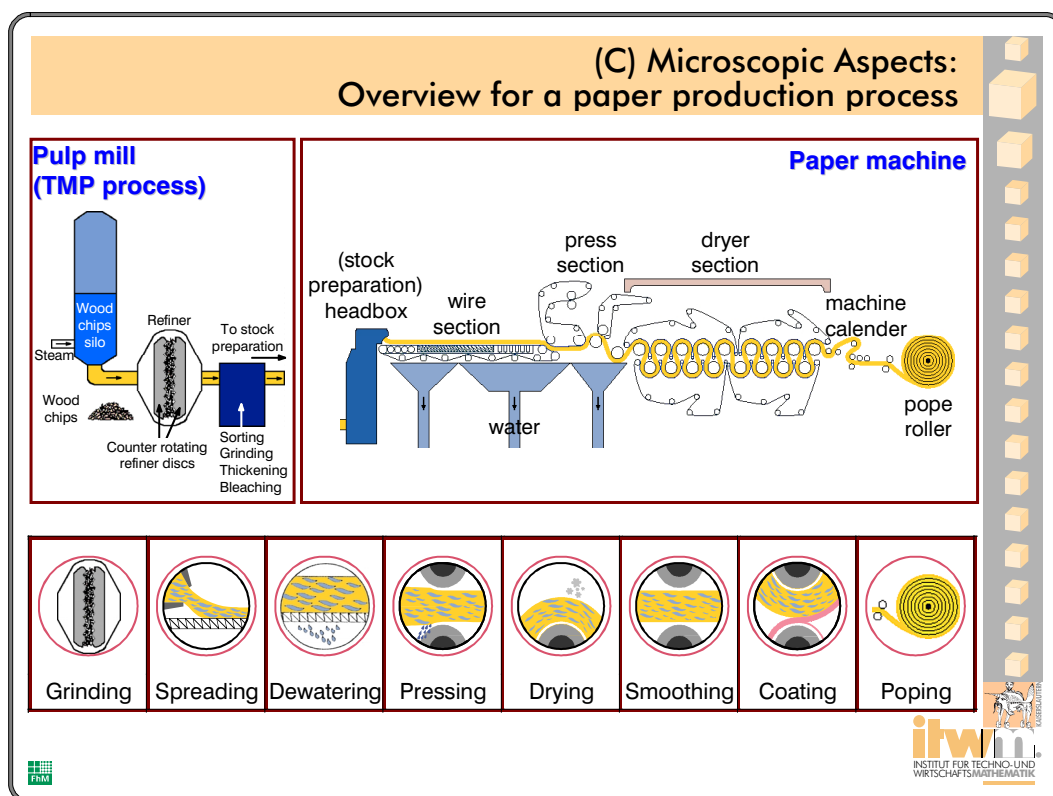 (C) Microscopic Aspects:
Overview for a paper production process
Pulp mill
(TMP process)
Wood
chips
silo
Steam
Refiner
To stock
preparation
Wood
chips
Counter rotating
refiner discs
Sorting
Grinding
Thickening
Bleaching
Paper machine
(stock
preparation)
headbox
wire
section
press
section
dryer
section
machine
calender
water
pope
roller
Grinding
Spreading
Dewatering
Pressing
Drying
Smoothing
Coating
Poping
KAISERSLAUTERN
itwm.
INSTITUT FÜR TECHNO-UND
WIRTSCHAFTSMATHEMATIK
FhM